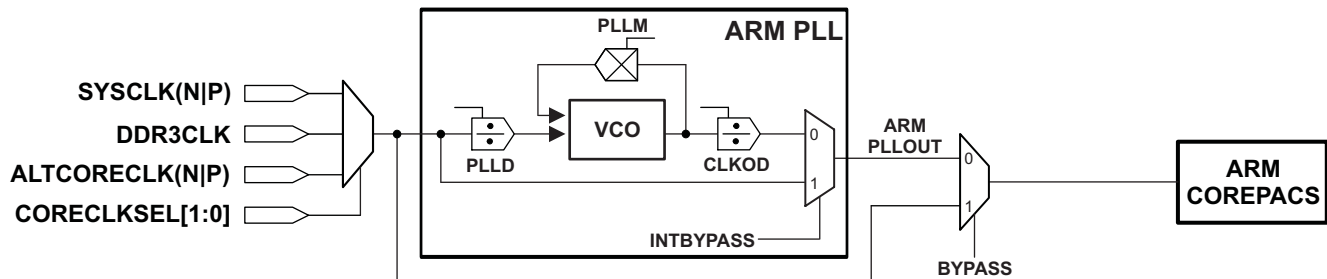 PLLM
ARM PLL
SYSCLK(N|P)
DDR3CLK
ALTCORECLK(N|P)
CORECLKSEL[1:0]
PLLD
VCO
CLKOD
0
1
INTBYPASS
ARM
PLLOUT
0
1
BYPASS
ARM
COREPACS